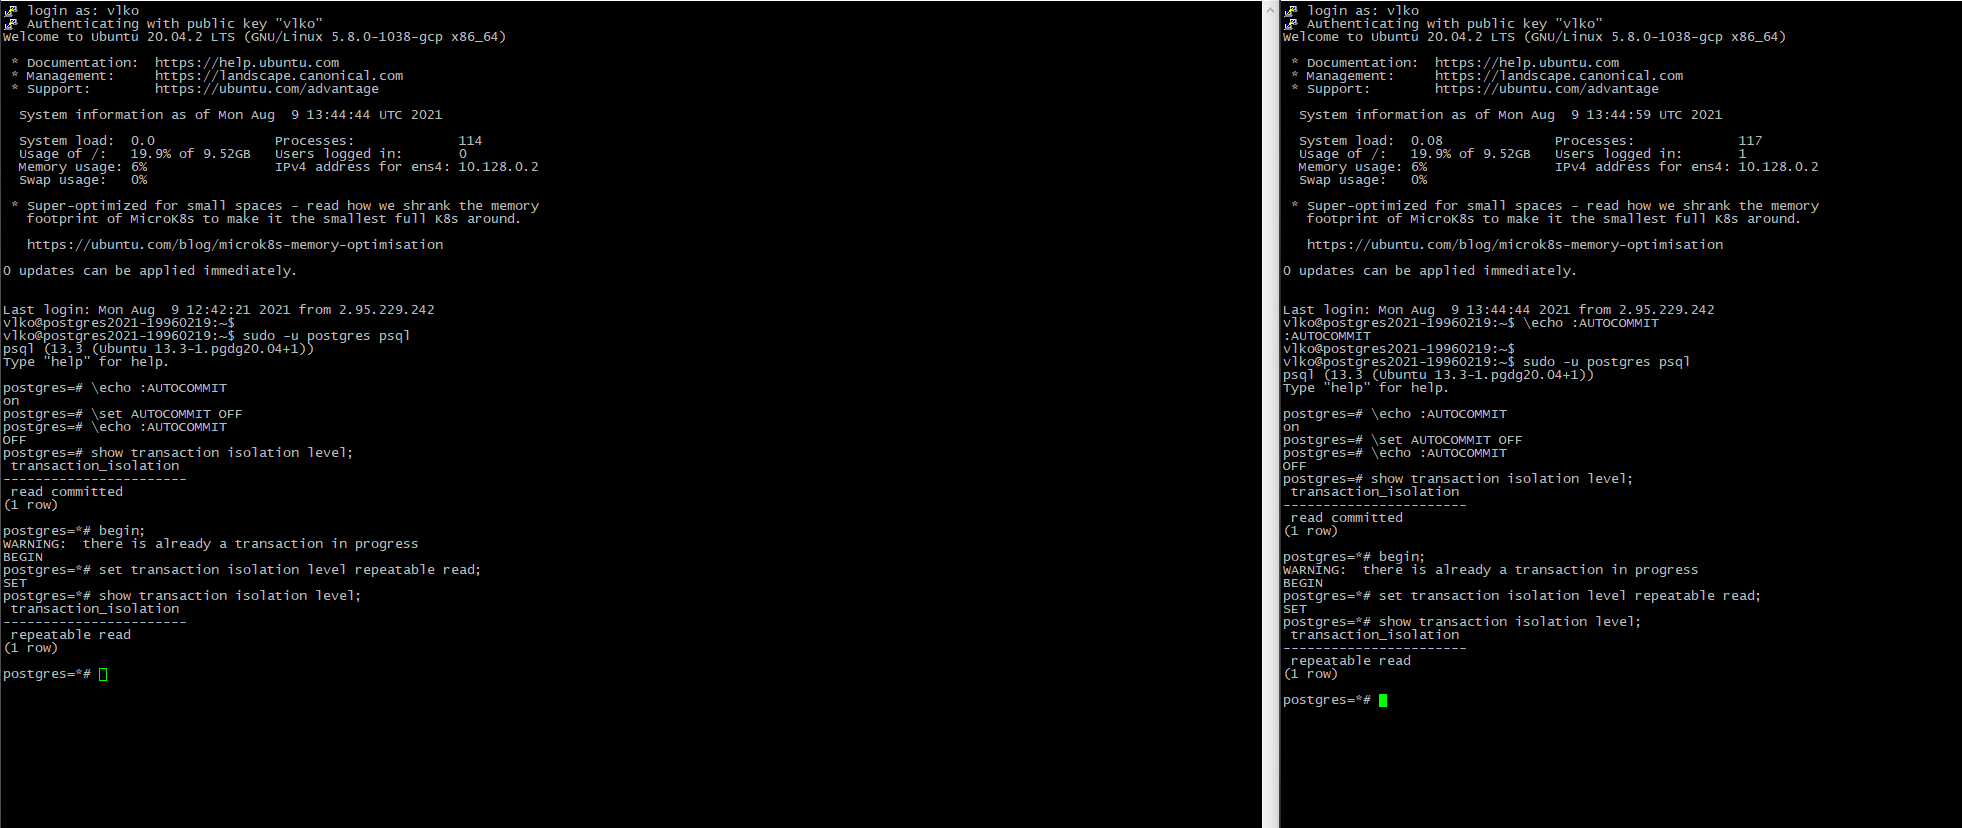 login as: vlko
Authenticating with public key "vlko"
Welcome to Ubuntu 20.04.2 LTS (GNU/Linux 5.8.0-1038-gcp x86_64)
* Documentation:  https://help.ubuntu.com
* Management:     https://landscape.canonical.com
* Support:        https://ubuntu.com/advantage
System information as of Mon Aug  9 13:44:44 UTC 2021
System load:  0.0               Processes:             114
Usage of /:   19.9% of 9.52GB   Users logged in:       0
Memory usage: 6%                IPv4 address for ens4: 10.128.0.2
Swap usage:   0%
* Super-optimized for small spaces - read how we shrank the memory
footprint of MicroK8s to make it the smallest full K8s around.
https://ubuntu.com/blog/microk8s-memory-optimisation
0 updates can be applied immediately.
Last login: Mon Aug  9 12:42:21 2021 from 2.95.229.242
vlko@postgres2021-19960219:~$
vlko@postgres2021-19960219:~$ sudo -u postgres psql
psql (13.3 (Ubuntu 13.3-1.pgdg20.04+1))
Type "help" for help.
postgres=# \echo :AUTOCOMMIT
on
postgres=# \set AUTOCOMMIT OFF
postgres=# \echo :AUTOCOMMIT
OFF
postgres=# show transaction isolation level;
transaction_isolation
-----------------------
read committed
(1 row)
postgres=*# begin;
WARNING:  there is already a transaction in progress
BEGIN
postgres=*# set transaction isolation level repeatable read;
SET
postgres=*# show transaction isolation level;
transaction_isolation
-----------------------
repeatable read
(1 row)
postgres=*#
login as: vlko
Authenticating with public key "vlko"
Welcome to Ubuntu 20.04.2 LTS (GNU/Linux 5.8.0-1038-gcp x86_64)
* Documentation:  https://help.ubuntu.com
* Management:     https://landscape.canonical.com
* Support:        https://ubuntu.com/advantage
System information as of Mon Aug  9 13:44:59 UTC 2021
System load:  0.08              Processes:             117
Usage of /:   19.9% of 9.52GB   Users logged in:       1
Memory usage: 6%                IPv4 address for ens4: 10.128.0.2
Swap usage:   0%
* Super-optimized for small spaces - read how we shrank the memory
footprint of MicroK8s to make it the smallest full K8s around.
https://ubuntu.com/blog/microk8s-memory-optimisation
0 updates can be applied immediately.
Last login: Mon Aug  9 13:44:44 2021 from 2.95.229.242
vlko@postgres2021-19960219:~$ \echo :AUTOCOMMIT
:AUTOCOMMIT
vlko@postgres2021-19960219:~$
vlko@postgres2021-19960219:~$ sudo -u postgres psql
psql (13.3 (Ubuntu 13.3-1.pgdg20.04+1))
Type "help" for help.
postgres=# \echo :AUTOCOMMIT
on
postgres=# \set AUTOCOMMIT OFF
postgres=# \echo :AUTOCOMMIT
OFF
postgres=# show transaction isolation level;
transaction_isolation
-----------------------
read committed
(1 row)
postgres=*# begin;
WARNING:  there is already a transaction in progress
BEGIN
postgres=*# set transaction isolation level repeatable read;
SET
postgres=*# show transaction isolation level;
transaction_isolation
-----------------------
repeatable read
(1 row)
postgres=*#